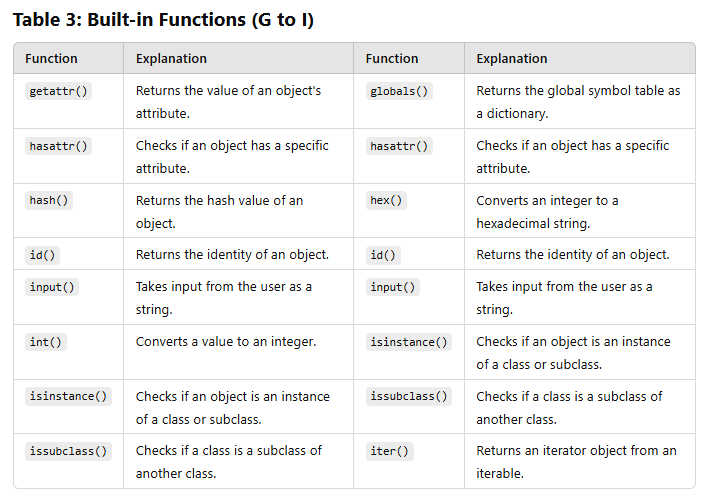 Table 3: Built-in Functions (G to I)
Function Explanation Function Explanation
getattr() Returns the value of an object's globals() Returns the global symbol table as
attribute. a dictionary.
hasattr() Checks if an object has a specific hasattr() Checks if an object has a specific
attribute. attribute.
hash() Returns the hash value of an hex() Converts an integer to a
object. hexadecimal string.
id() Returns the identity of an object. id() Returns the identity of an object.
input() Takes input from the user as a input() Takes input from the user as a
string. string.
int() Converts a value to an integer. isinstance() Checks if an object is an instance
of a class or subclass.
isinstance() Checks if an object is an instance issubclass() Checks if a class is a subclass of
of a class or subclass. another class.
issubclass() Checks if a class is a subclass of iter() Returns an iterator object from an
another class. iterable.